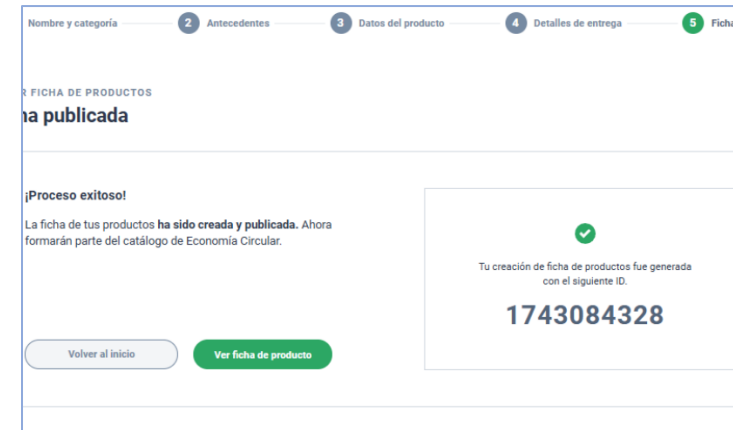 Nombre y categoría 2 Antecedentes 3 Datos del producto 4 Detalles de entrega 5 Ficha
R FICHA DE PRODUCTOS
ha publicada
¡Proceso exitoso!
La ficha de tus productos ha sido creada y publicada. Ahora
formarán parte del catálogo de Economía Circular.
Tu creación de ficha de productos fue generada
con el siguiente ID.
1743084328
Volver al inicio Ver ficha de producto